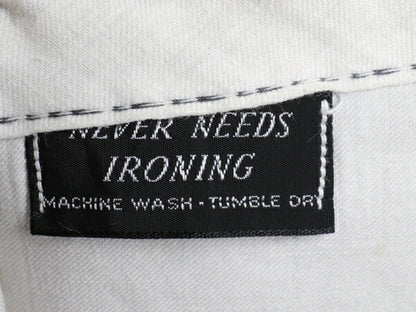 NEVER NEEDS
IRONING
MACHINE WASH · TUMBLE DRY